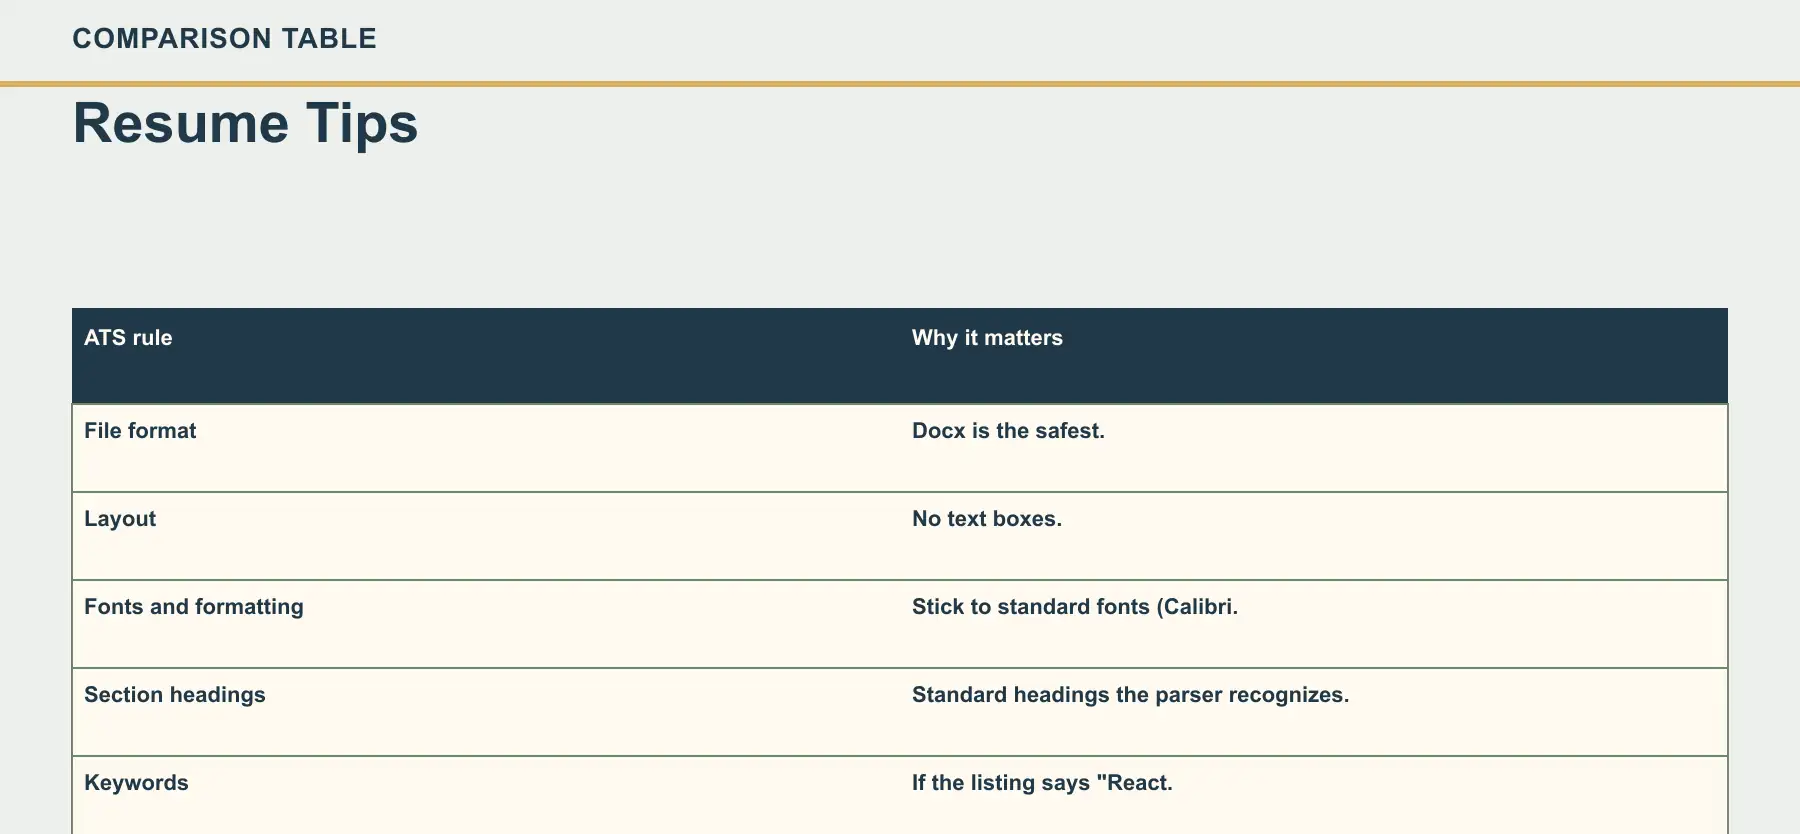 COMPARISON TABLE
Resume Tips
ATS rule Why it matters
File format Docx is the safest.
Layout No text boxes.
Fonts and formatting Stick to standard fonts (Calibri.
Section headings Standard headings the parser recognizes.
Keywords If the listing says "React.